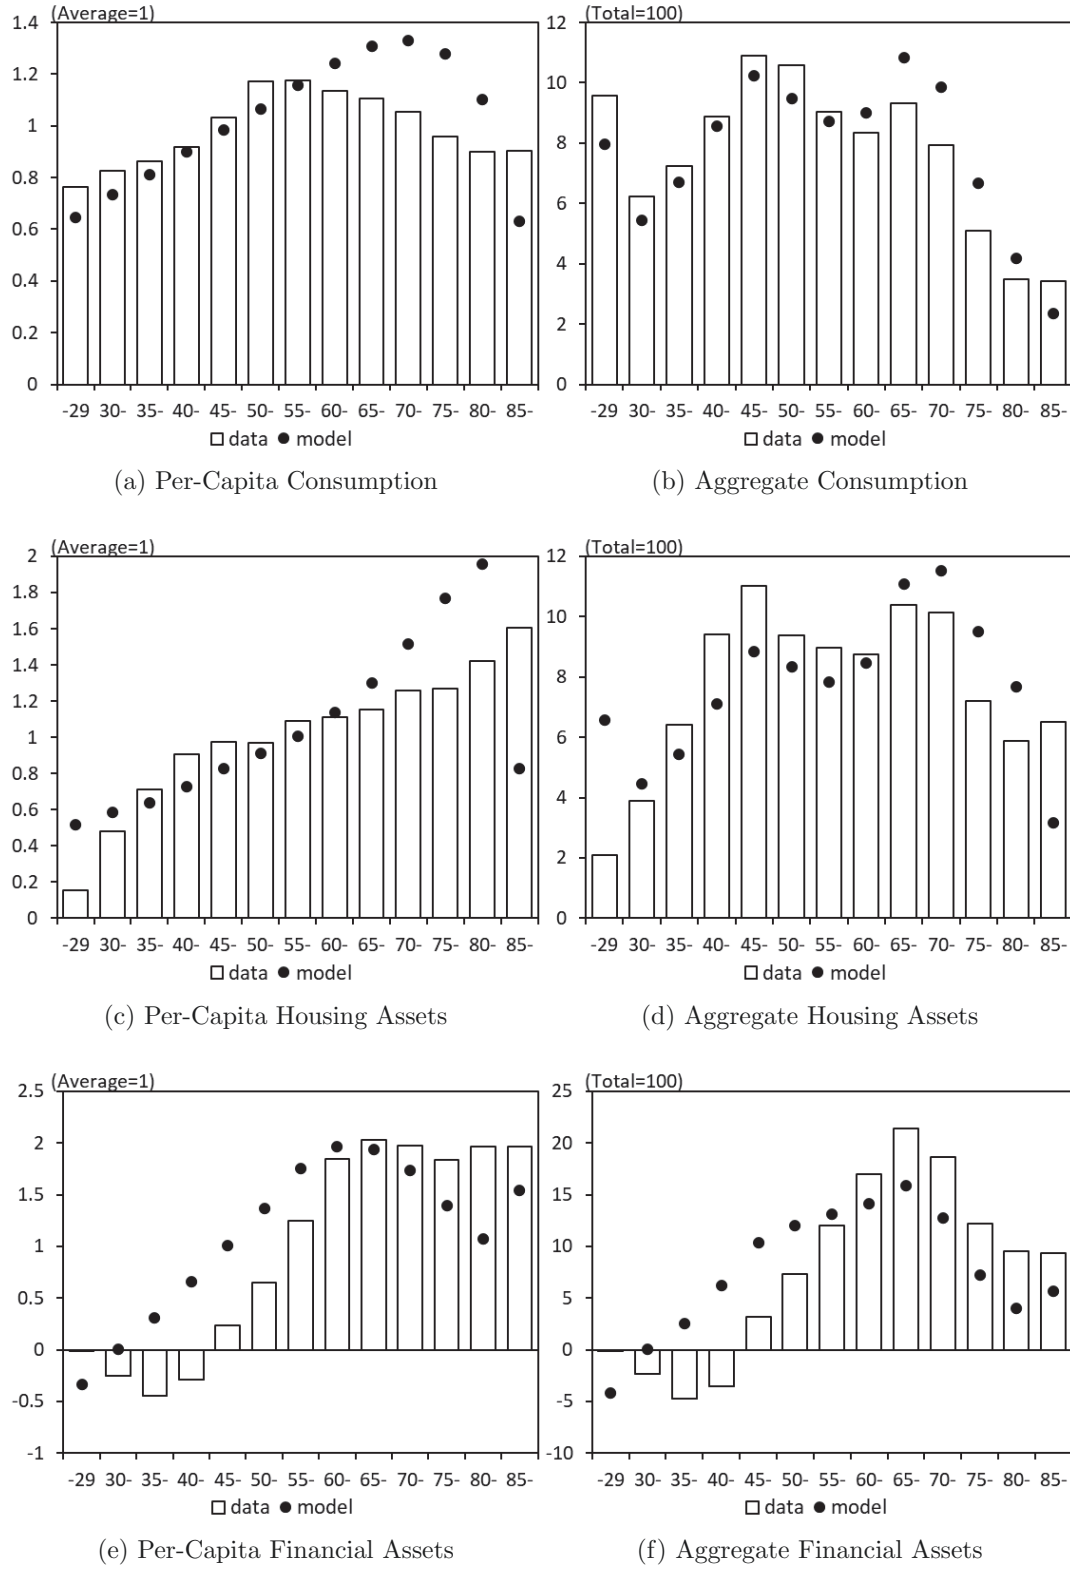 (Average=1)
1.4
1.2
1
0.8
0.6
0.4
0.2
0
-29 30- 35- 40- 45- 50- 55- 60- 65- 70- 75- 80- 85-
data model
(a) Per-Capita Consumption
(Total=100)
12
10
8
6
4
2
0
-29 30- 35- 40- 45- 50- 55- 60- 65- 70- 75- 80- 85-
data model
(b) Aggregate Consumption
(Average=1)
2
1.8
1.6
1.4
1.2
1
0.8
0.6
0.4
0.2
0
-29 30- 35- 40- 45- 50- 55- 60- 65- 70- 75- 80- 85-
data model
(c) Per-Capita Housing Assets
(Total=100)
12
10
8
6
4
2
0
-29 30- 35- 40- 45- 50- 55- 60- 65- 70- 75- 80- 85-
data model
(d) Aggregate Housing Assets
(Average=1)
2.5
2
1.5
1
0.5
0
-0.5
-1
-29 30- 35- 40- 45- 50- 55- 60- 65- 70- 75- 80- 85-
data model
(e) Per-Capita Financial Assets
(Total=100)
25
20
15
10
5
0
-5
-10
-29 30- 35- 40- 45- 50- 55- 60- 65- 70- 75- 80- 85-
data model
(f) Aggregate Financial Assets